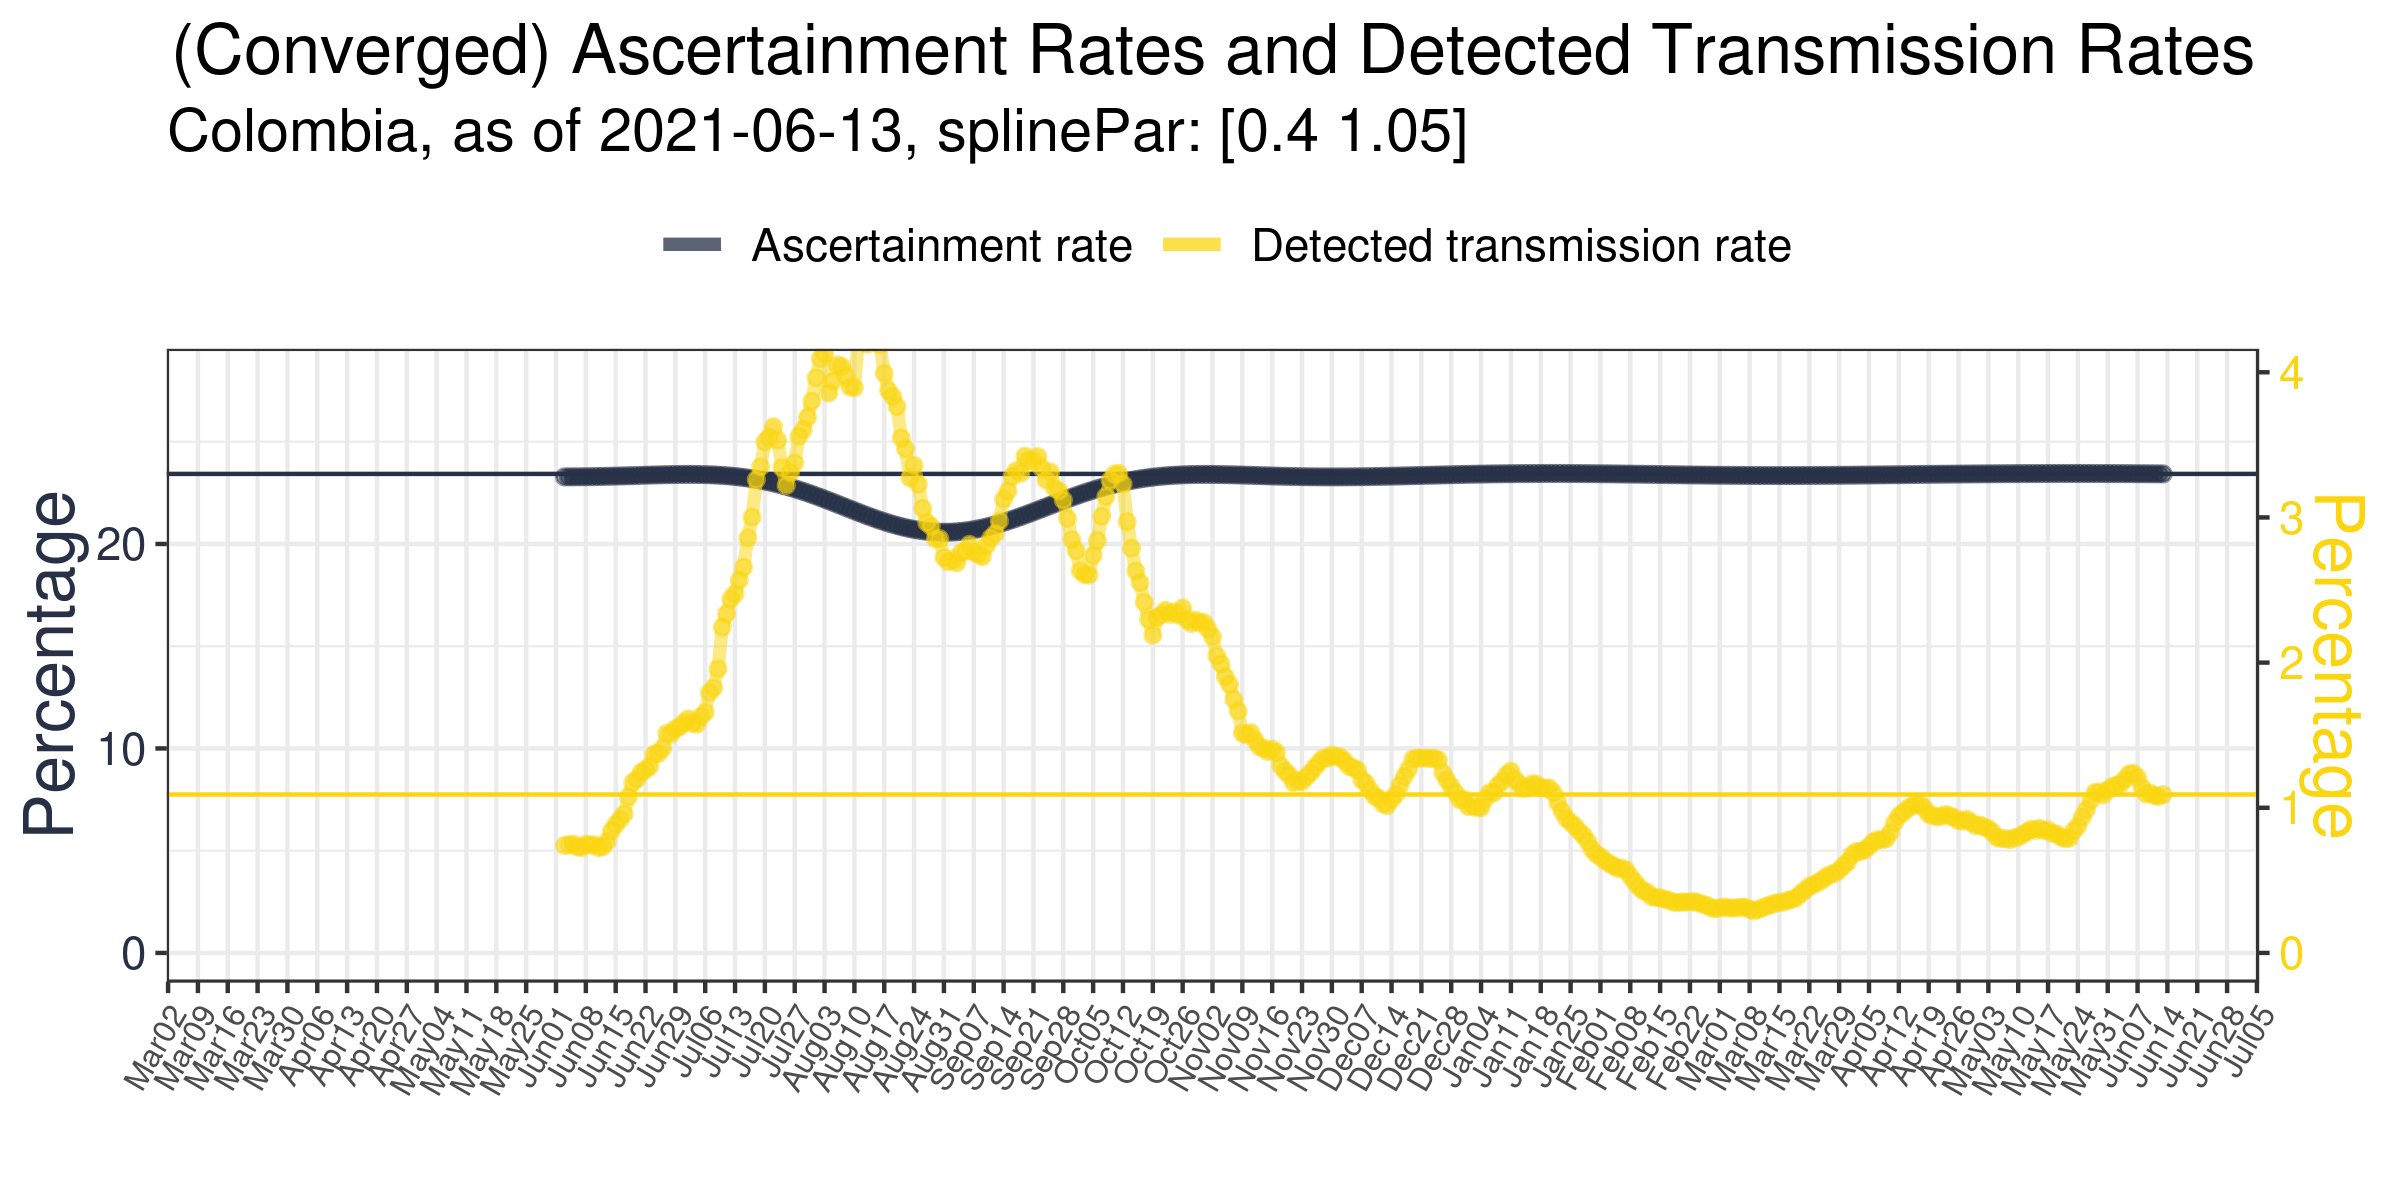 (Converged) Ascertainment Rates and Detected Transmission Rates
Colombia, as of 2021-06-13, splinePar: [0.4 1.05]
Ascertainment rate
Detected transmission rate
Percentage
20
10
0
4
3
2
1
0
Percentage
Mar02
Mar09
Mar16
Mar23
Mar30
Apr06
Apr13
Apr20
Apr27
May04
May11
May18
May25
Jun01
Jun08
Jun15
Jun22
Jun29
Jul06
Jul13
Jul20
Jul27
Aug03
Aug10
Aug17
Aug24
Aug31
Sep07
Sep14
Sep21
Sep28
Oct05
Oct12
Oct19
Oct26
Nov02
Nov09
Nov16
Nov23
Nov30
Dec07
Dec14
Dec21
Dec28
Jan04
Jan11
Jan18
Jan25
Feb01
Feb08
Feb15
Feb22
Mar01
Mar08
Mar15
Mar22
Mar29
Apr05
Apr12
Apr19
Apr26
May03
May10
May17
May24
May31
Jun07
Jun14
Jun21
Jun28
Jul05